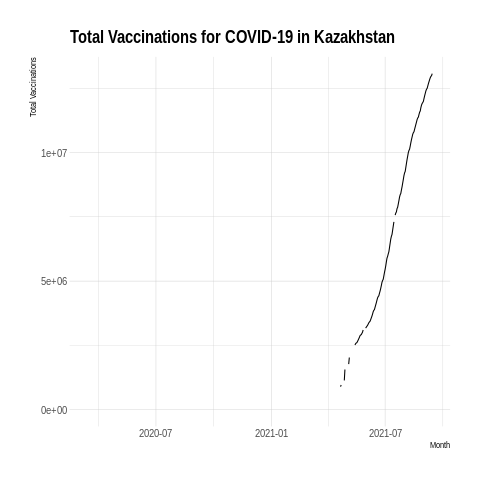 Total Vaccinations for COVID-19 in Kazakhstan
Total Vaccinations
1e+07
5e+06
0e+00
2020-07 2021-01 2021-07
Month